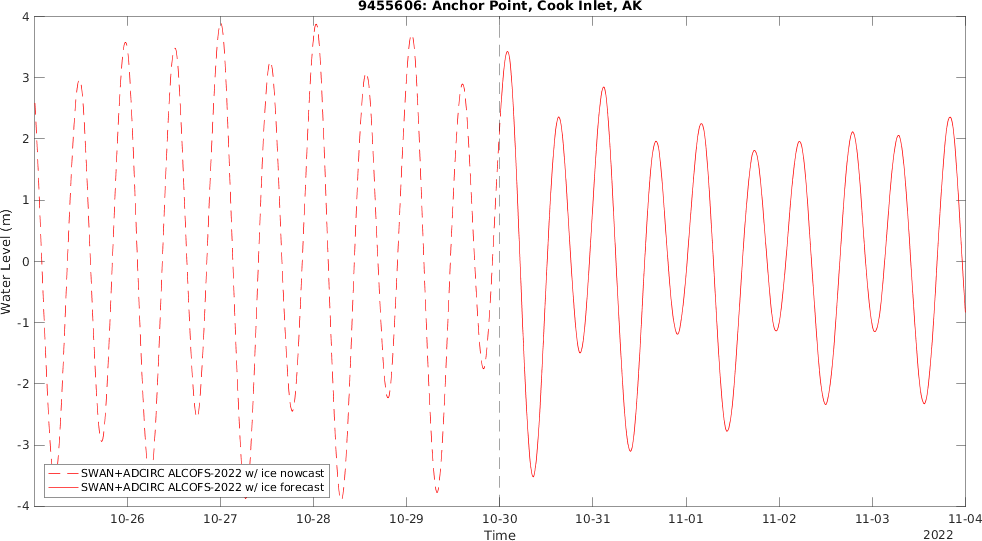 9455606: Anchor Point, Cook Inlet, AK
4
3
2
1
0
-1
-2
-3
-4
Water Level (m)
SWAN+ADCIRC ALCOFS-2022 w/ ice nowcast
SWAN+ADCIRC ALCOFS-2022 w/ ice forecast
10-26 10-27 10-28 10-29 10-30 10-31 11-01 11-02 11-03 11-04
Time
2022